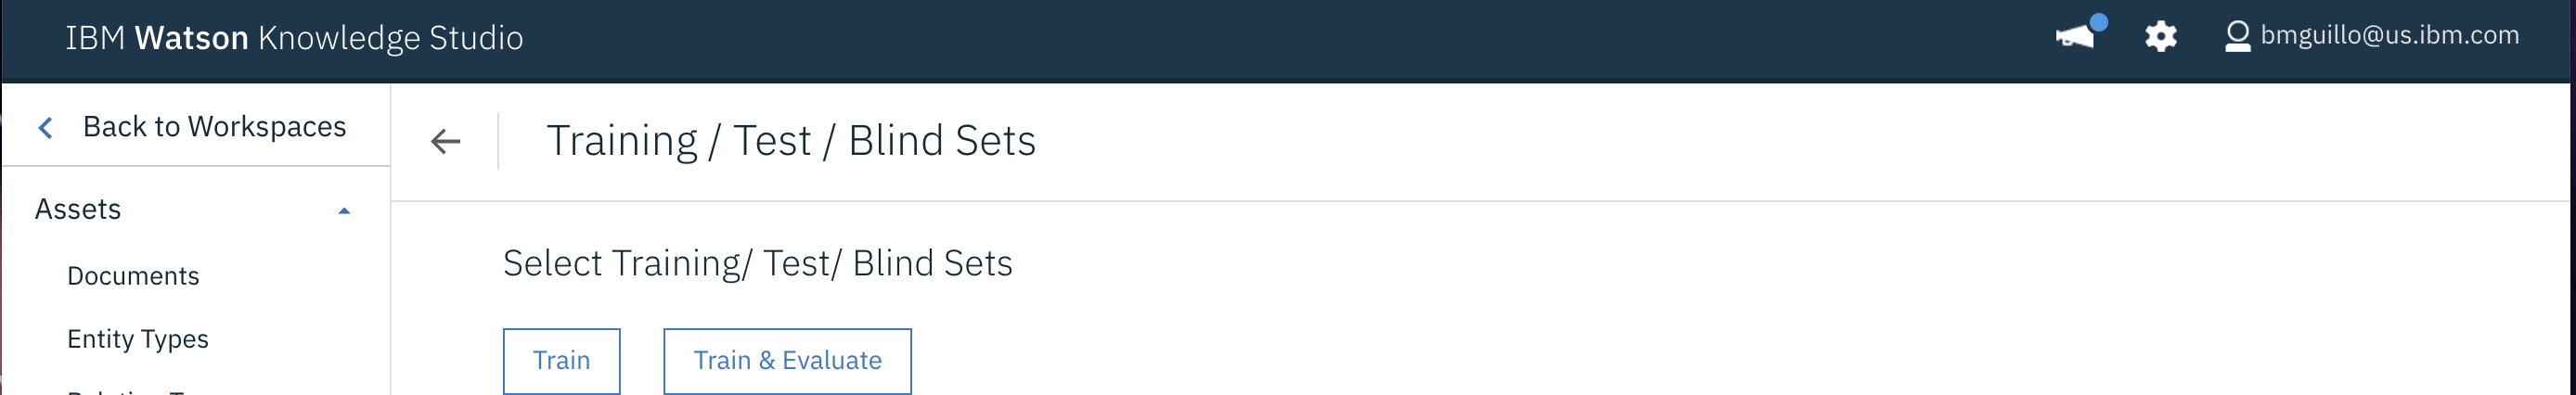 IBM Watson Knowledge Studio
bmguillo@us.ibm.com
Back to Workspaces
Training / Test / Blind Sets
Assets
Select Training/ Test/ Blind Sets
Documents
Entity Types
Train
Train & Evaluate